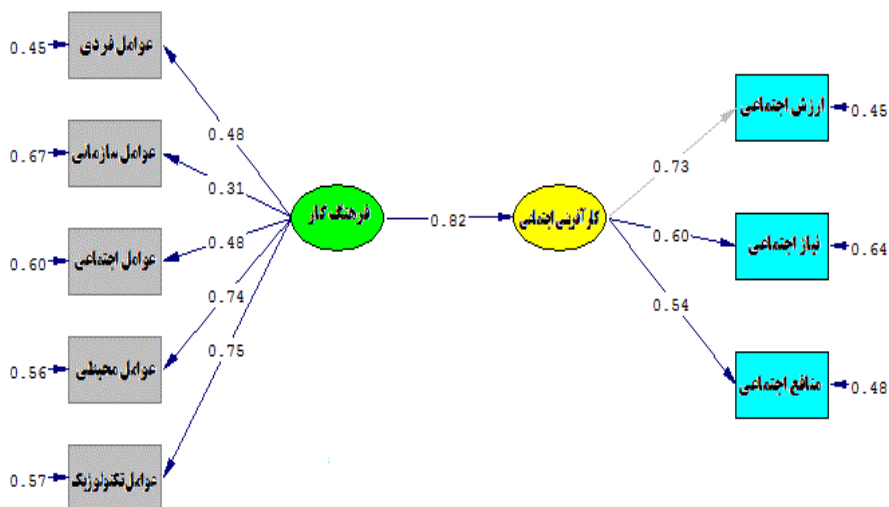 عوامل فردی
0.45
0.48
ارزش اجتماعی
0.45
0.73
عوامل سازمانی
0.67
0.31
فرهنگ کار
0.82
کارآفرینی اجتماعی
عوامل اجتماعی
0.60
0.48
0.60
نیاز اجتماعی
0.64
0.74
0.54
عوامل محیطی
0.56
0.75
منافع اجتماعی
0.48
عوامل تکنولوژیک
0.57